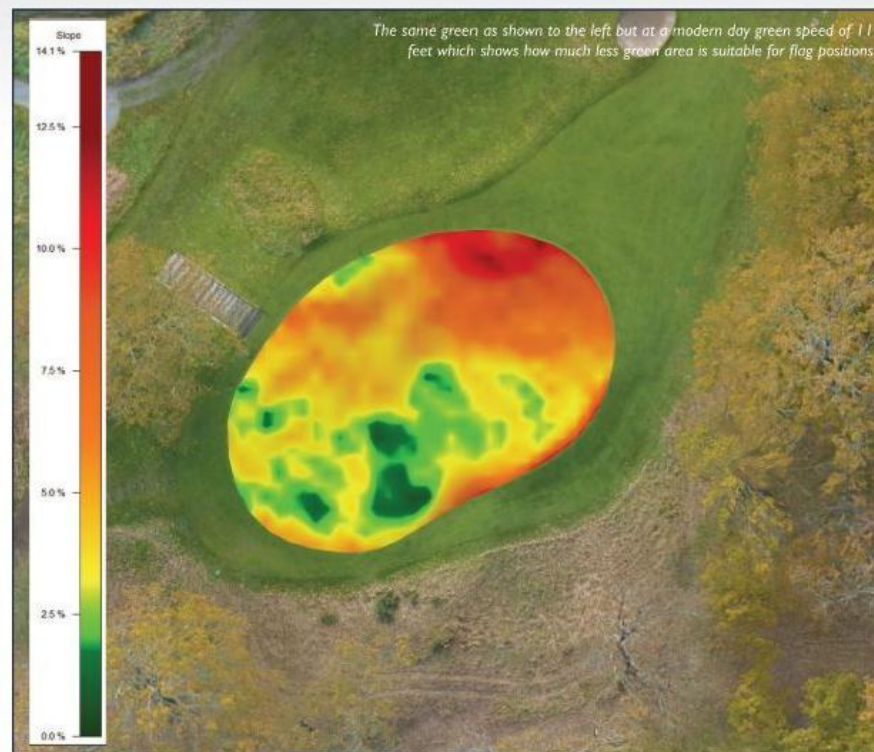 Slope
The same green as shown to the left but at a modern day green speed of 11
feet which shows how much less green area is suitable for flag positions
14.1 %
12.5 %
10.0 %
7.5 %
5.0 %
2.5 %
0.0 %